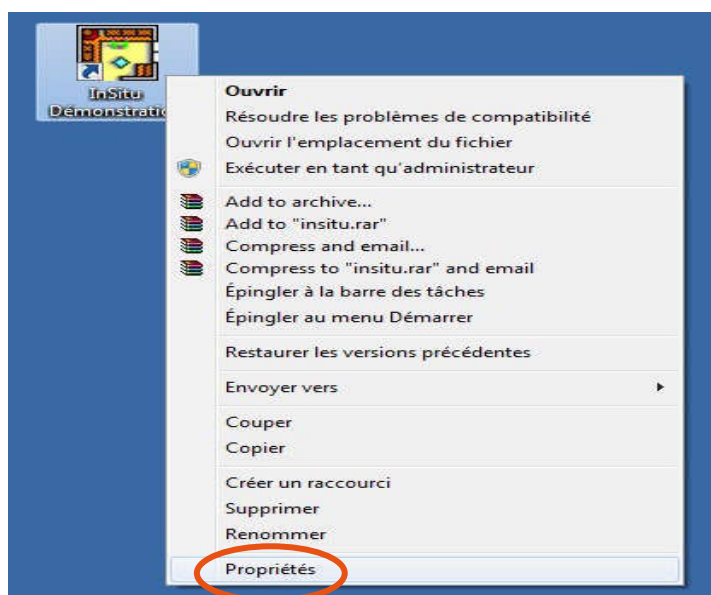 InSitu
Démonstratio
Ouvrir
Résoudre les problèmes de compatibilité
Ouvrir l'emplacement du fichier
Exécuter en tant qu'administrateur
Add to archive...
Add to "insitu.rar"
Compress and email...
Compress to "insitu.rar" and email
Épingler à la barre des tâches
Épingler au menu Démarrer
Restaurer les versions précédentes
Envoyer vers
Couper
Copier
Créer un raccourci
Supprimer
Renommer
Propriétés